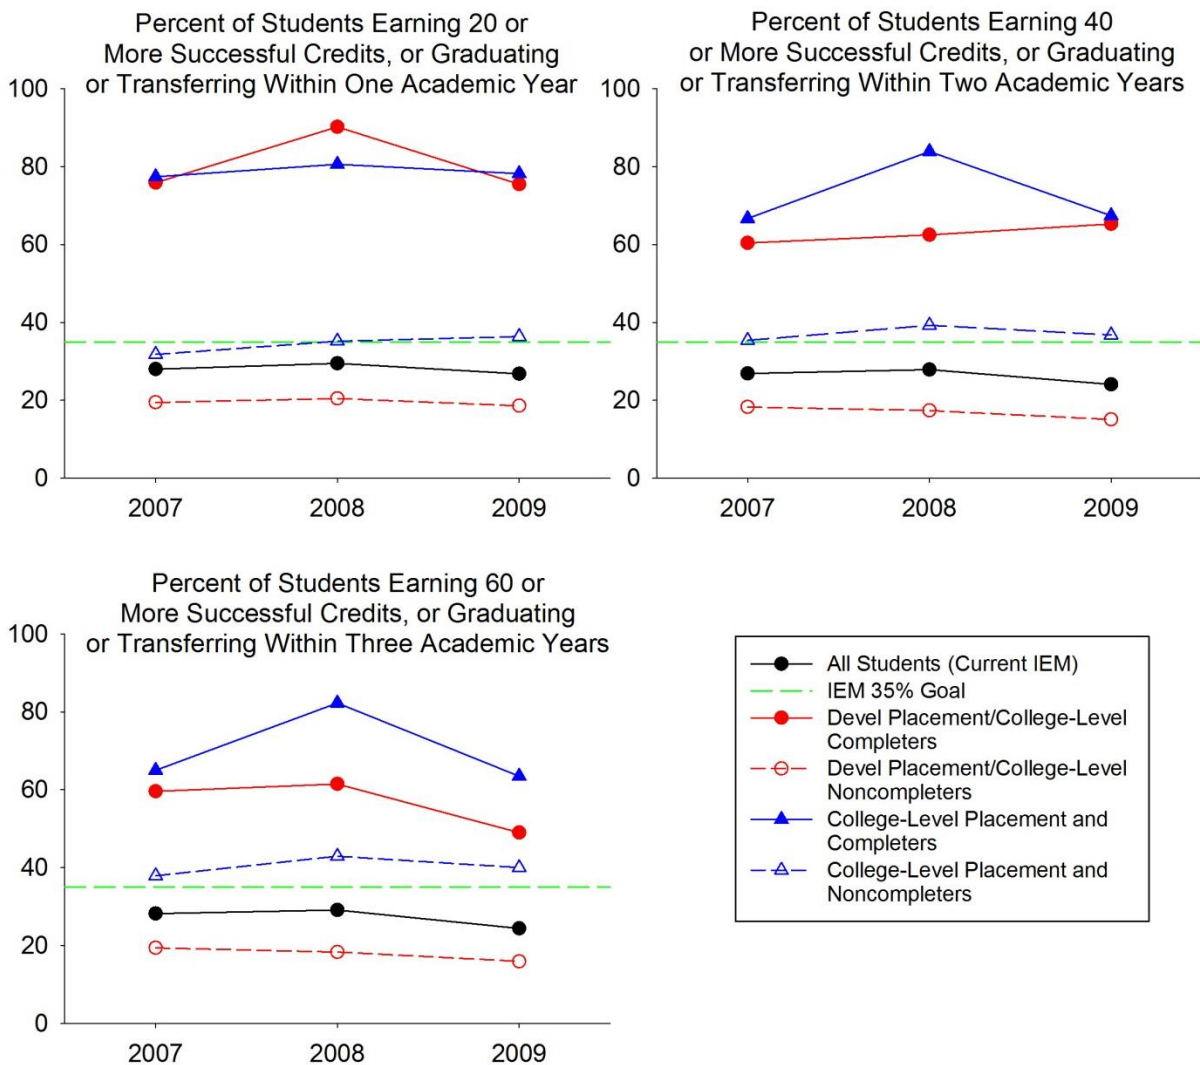 Percent of Students Earning 20 or
More Successful Credits, or Graduating
or Transferring Within One Academic Year
100
80
60
40
20
0
2007
2008
2009
Percent of Students Earning 40
or More Successful Credits, or Graduating
or Transferring Within Two Academic Years
100
80
60
40
20
0
2007
2008
2009
Percent of Students Earning 60 or
More Successful Credits, or Graduating
or Transferring Within Three Academic Years
100
80
60
40
20
0
2007
2008
2009
All Students (Current IEM)
IEM 35% Goal
Devel Placement/College-Level
Completers
Devel Placement/College-Level
Noncompleters
College-Level Placement and
Completers
College-Level Placement and
Noncompleters